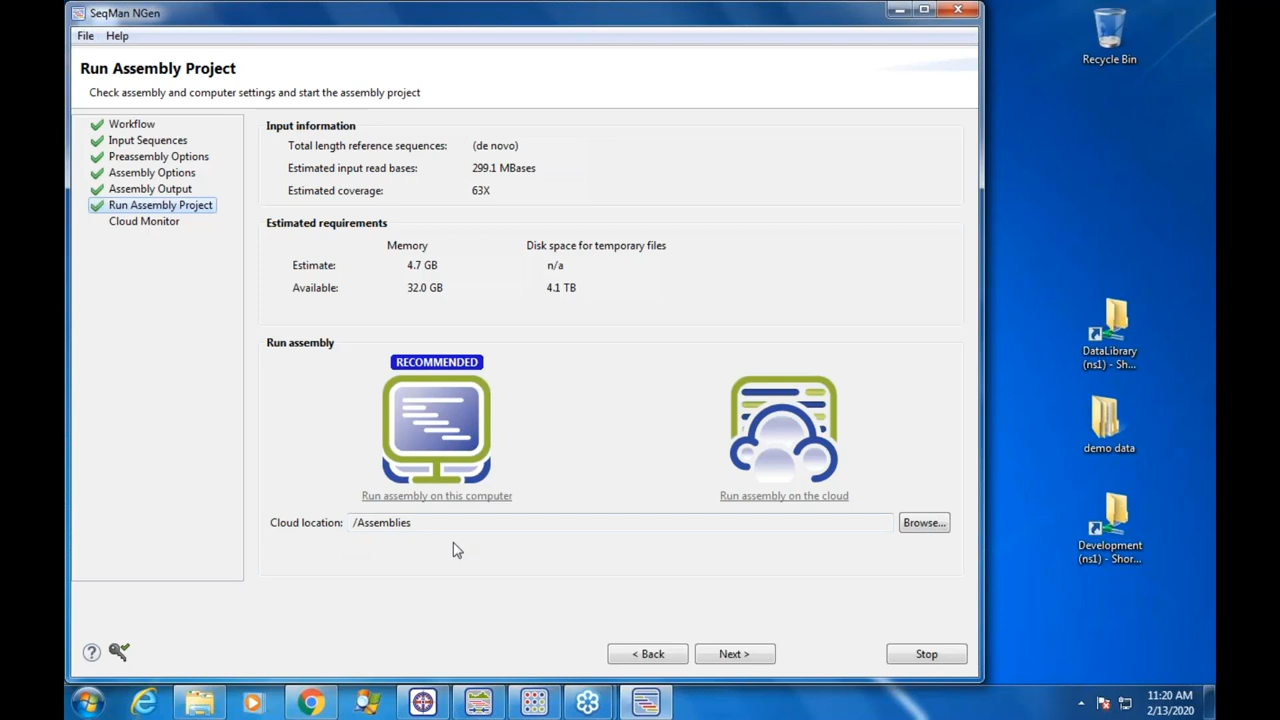 SeqMan NGen
File Help
Run Assembly Project
Check assembly and computer settings and start the assembly project
Workflow
Input Sequences
Preassembly Options
Assembly Options
Assembly Output
Run Assembly Project
Cloud Monitor
Input information
Total length reference sequences: (de novo)
Estimated input read bases: 299.1 MBases
Estimated coverage: 63X
Estimated requirements
Memory Disk space for temporary files
Estimate: 4.7 GB n/a
Available: 32.0 GB 4.1 TB
Run assembly
RECOMMENDED
Run assembly on this computer Run assembly on the cloud
Cloud location: /Assemblies Browse...
? < Back Next > Stop
Recycle Bin
DataLibrary
(ns1) - Sh...
demo data
Development
(ns1) - Shor...
11:20 AM
2/13/2020